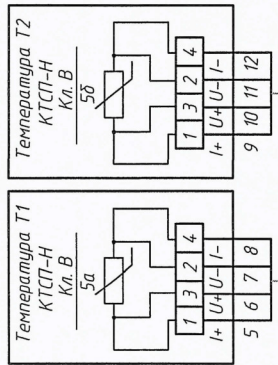 Температура Т2
КТСП-Н
Кл. В
5б
1 3 2 4
I+ U+ U- I-
9 10 11 12
Температура Т1
КТСП-Н
Кл. В
5а
1 3 2 4
I+ U+ U- I-
5 6 7 8